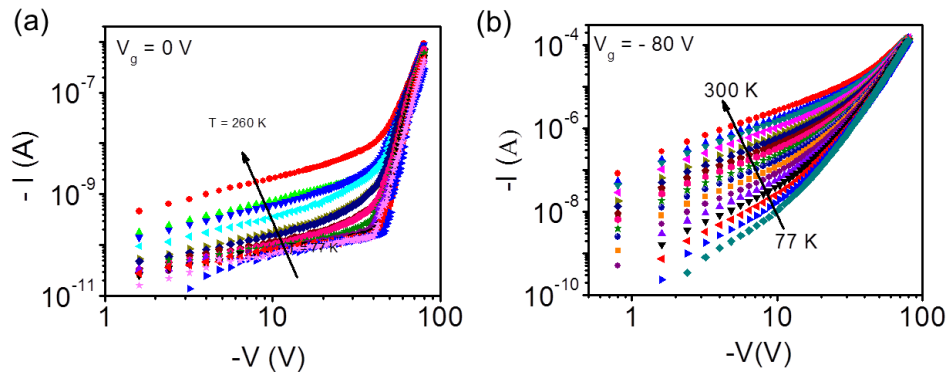 (a)
V_g = 0 V
T = 260 K
77 K
10^-7
10^-9
10^-11
1
10
100
- I (A)
-V (V)
(b)
V_g = - 80 V
300 K
77 K
10^-4
10^-6
10^-8
10^-10
1
10
100
-I (A)
-V(V)